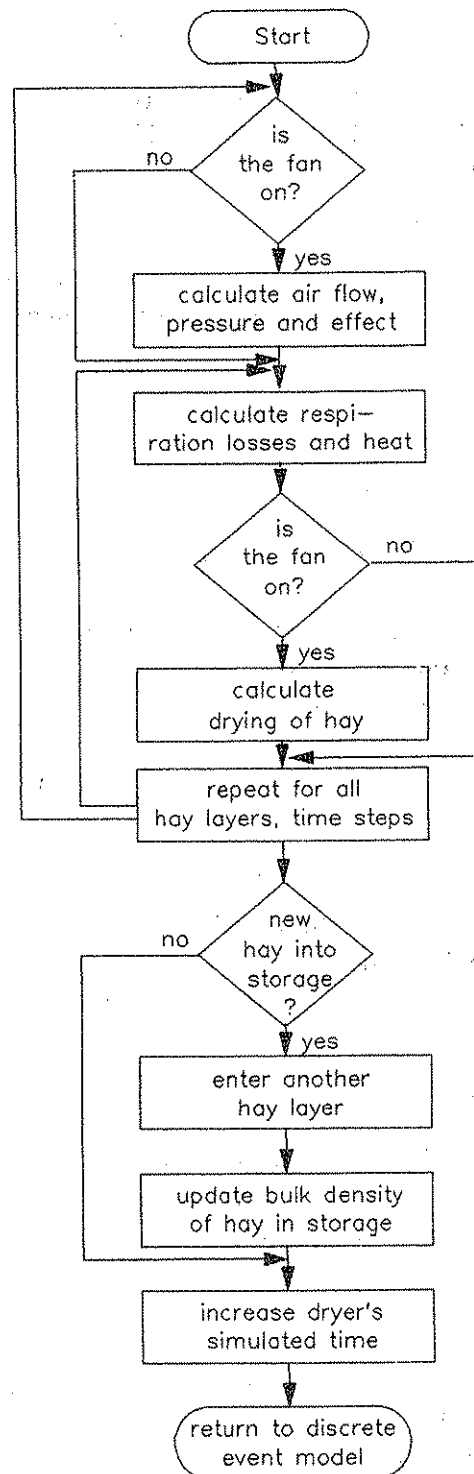 Start
is
the fan
on?
no
yes
calculate air flow,
pressure and effect
calculate respi-
ration losses and heat
is
the fan
on?
no
yes
calculate
drying of hay
repeat for all
hay layers, time steps
new
hay into
storage
?
no
yes
enter another
hay layer
update bulk density
of hay in storage
increase dryer's
simulated time
return to discrete
event model